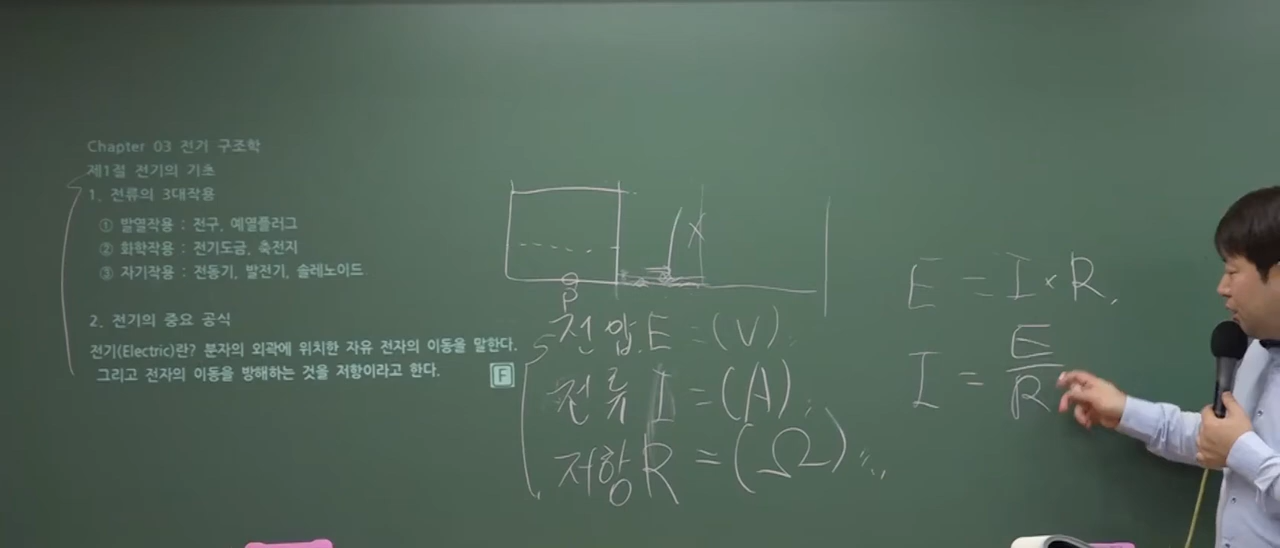 Chapter 03 전기 구조학
제1절 전기의 기초
1. 전류의 3대작용
① 발열작용 : 전구, 예열플러그
② 화학작용 : 전기도금, 축전지
③ 자기작용 : 전동기, 발전기, 솔레노이드
2. 전기의 중요 공식
전기(Electric)란? 분자의 외곽에 위치한 자유 전자의 이동을 말한다.
그리고 전자의 이동을 방해하는 것을 저항이라고 한다.
F
P
전압.E = (V).
전류 I = (A).
저항 R = (Ω)
E = I × R.
I = E/R